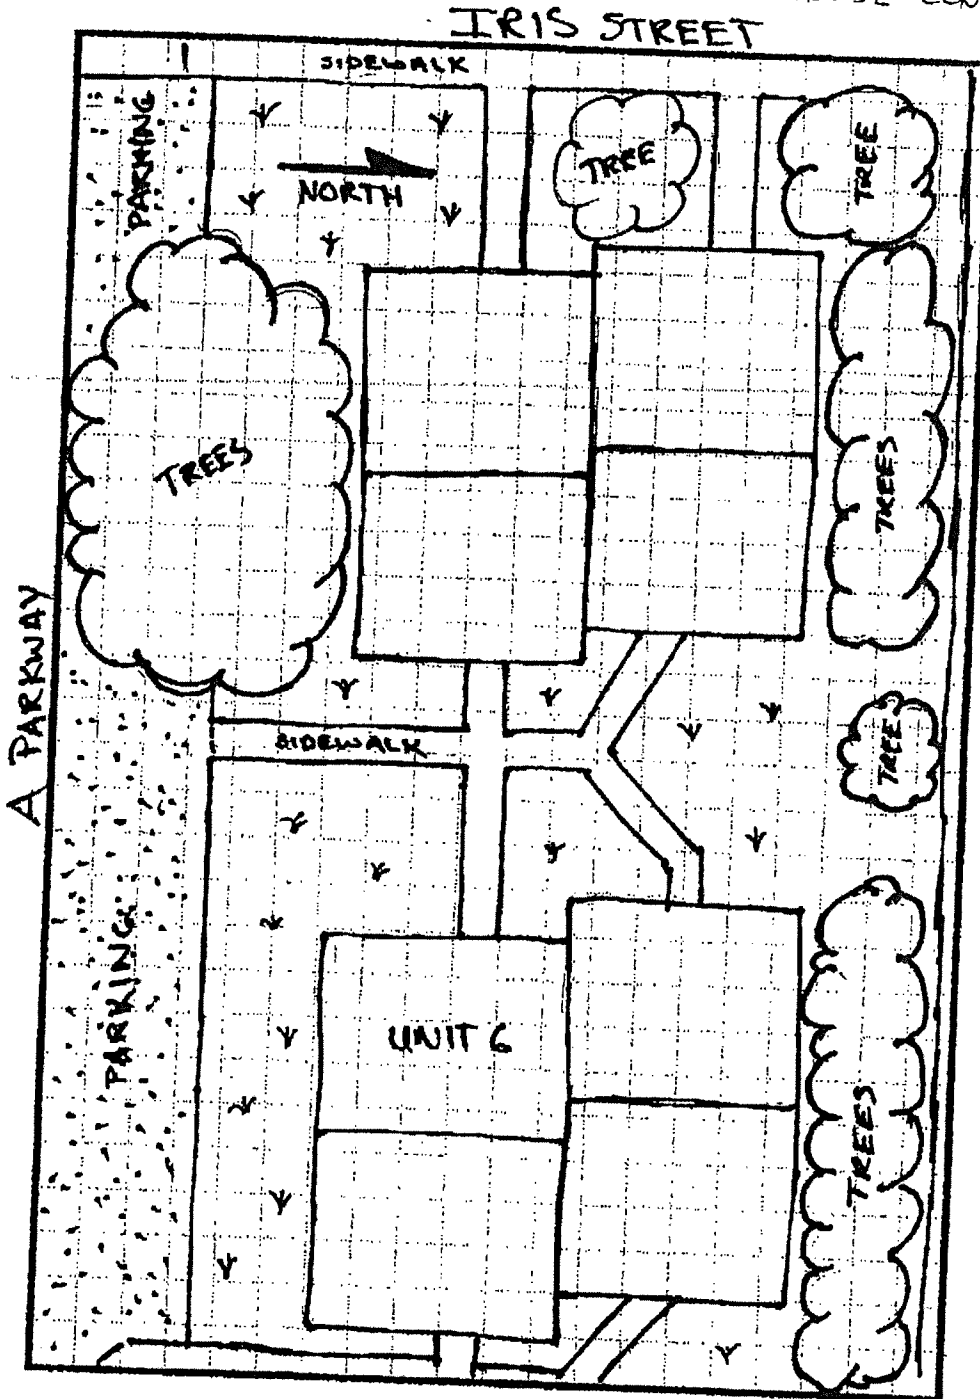 IRIS STREET
SIDEWALK
PARKING
NORTH
TREE
TREE
TREES
TREES
A PARKWAY
SIDEWALK
TREE
PARKING
UNIT 6
TREES